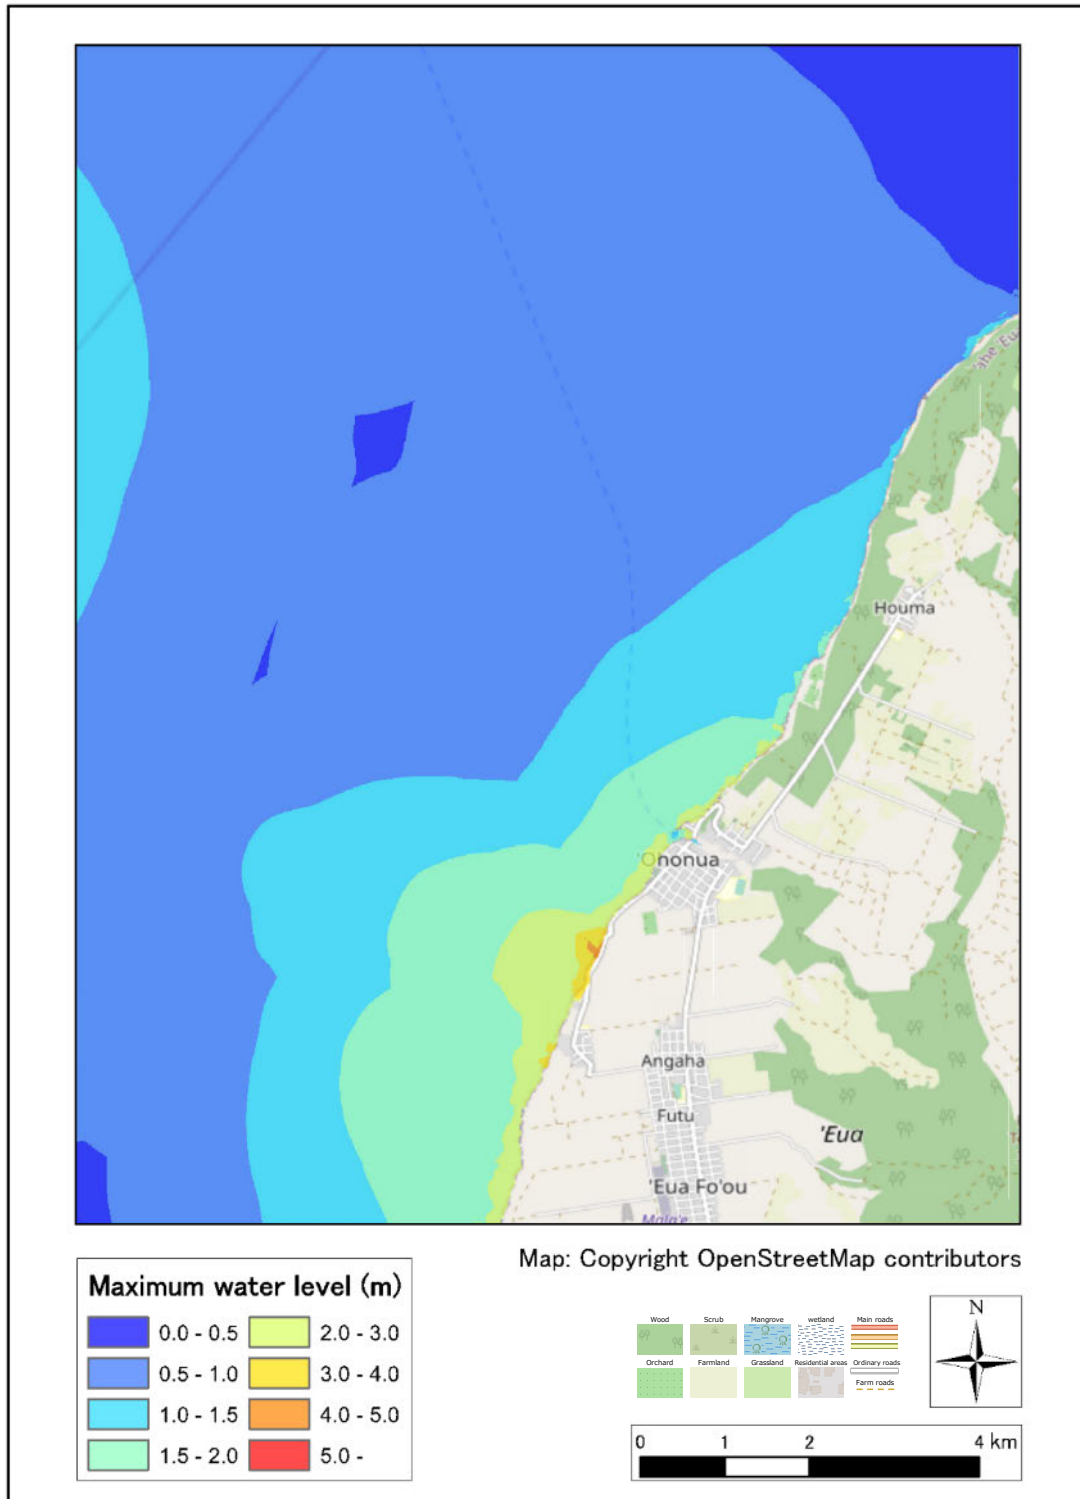 'ahe 'Eu
Houma
'Ononua
Angaha
Futu
'Eua
'Eua Fo'ou
Mala'e
Map: Copyright OpenStreetMap contributors
Maximum water level (m)
0.0 - 0.5
2.0 - 3.0
0.5 - 1.0
3.0 - 4.0
1.0 - 1.5
4.0 - 5.0
1.5 - 2.0
5.0 -
Wood
Scrub
Mangrove
wetland
Main roads
Orchard
Farmland
Grassland
Residential areas
Ordinary roads
Farm roads
N
0 1 2 4 km